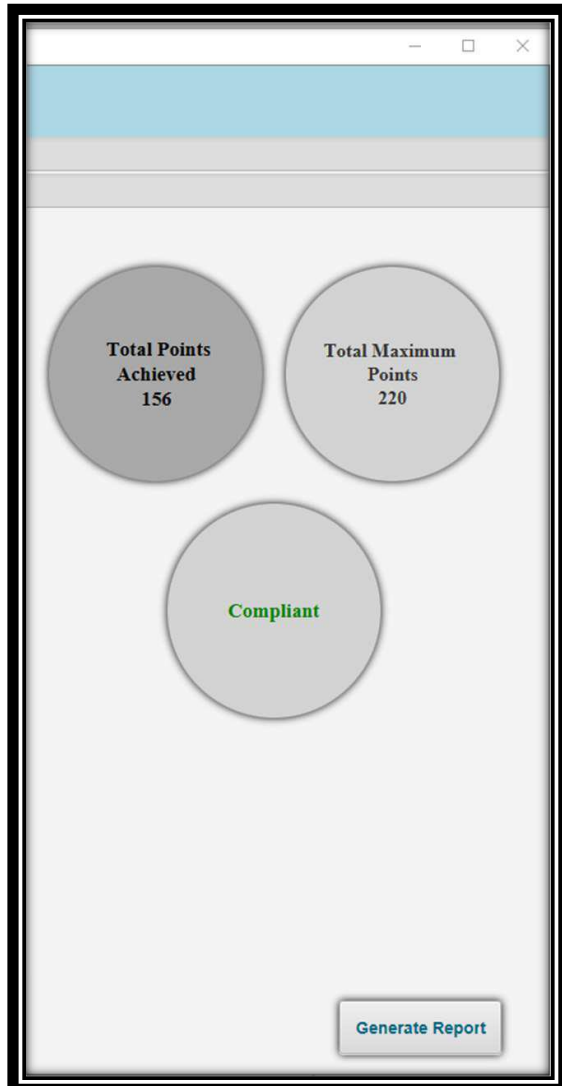 Total Points
Achieved
156
Total Maximum
Points
220
Compliant
Generate Report